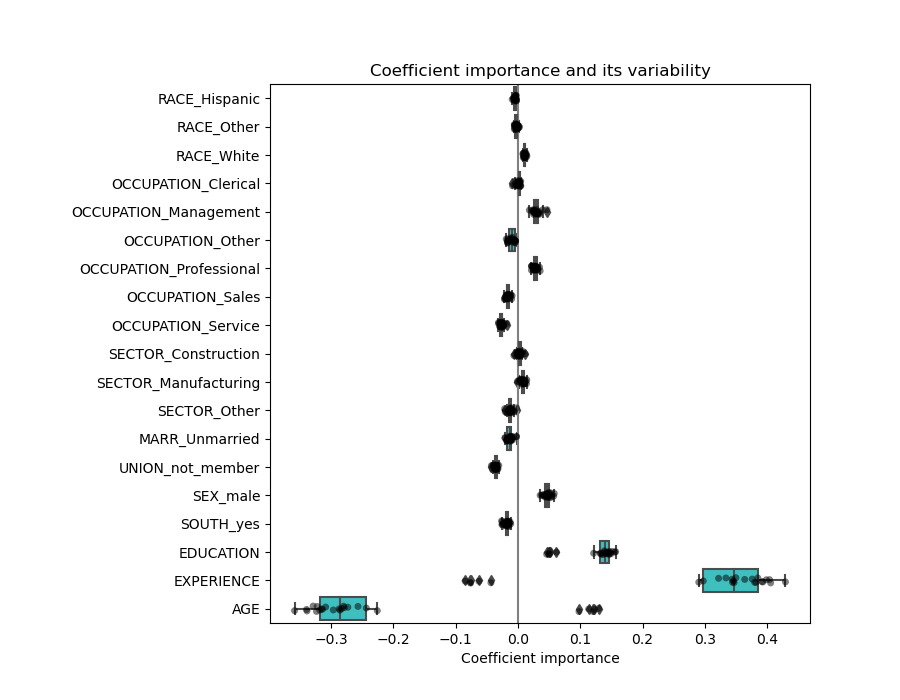 Coefficient importance and its variability
RACE_Hispanic
RACE_Other
RACE_White
OCCUPATION_Clerical
OCCUPATION_Management
OCCUPATION_Other
OCCUPATION_Professional
OCCUPATION_Sales
OCCUPATION_Service
SECTOR_Construction
SECTOR_Manufacturing
SECTOR_Other
MARR_Unmarried
UNION_not_member
SEX_male
SOUTH_yes
EDUCATION
EXPERIENCE
AGE
−0.3 −0.2 −0.1 0.0 0.1 0.2 0.3 0.4
Coefficient importance